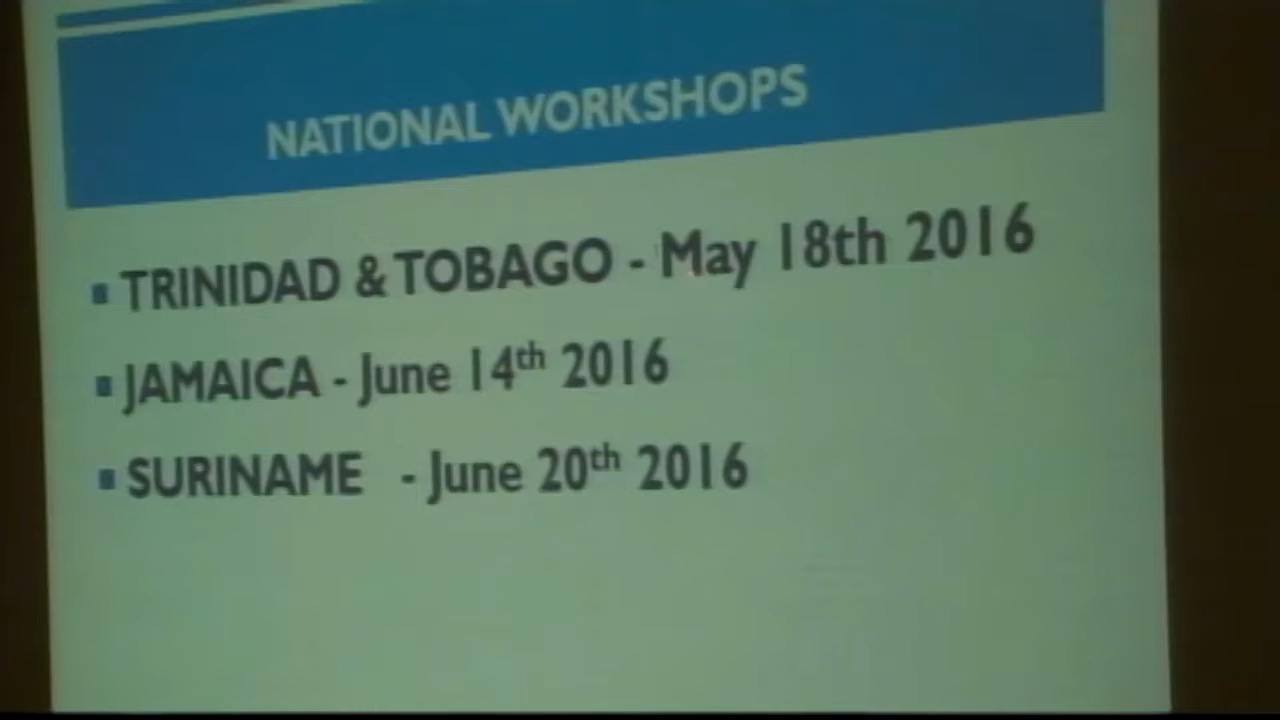 NATIONAL WORKSHOPS
TRINIDAD & TOBAGO - May 18th 2016
JAMAICA - June 14th 2016
SURINAME - June 20th 2016